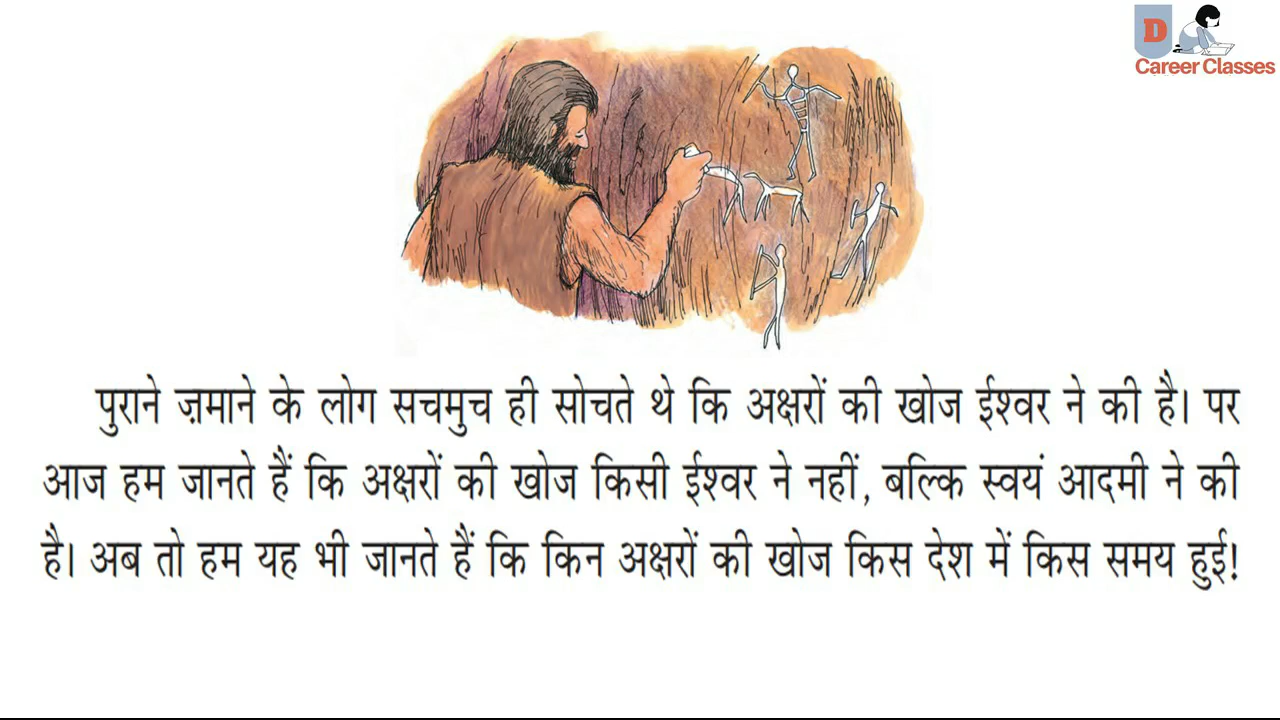 D
Career Classes
पुराने ज़माने के लोग सचमुच ही सोचते थे कि अक्षरों की खोज ईश्वर ने की है। पर
आज हम जानते हैं कि अक्षरों की खोज किसी ईश्वर ने नहीं, बल्कि स्वयं आदमी ने की
है। अब तो हम यह भी जानते हैं कि किन अक्षरों की खोज किस देश में किस समय हुई!